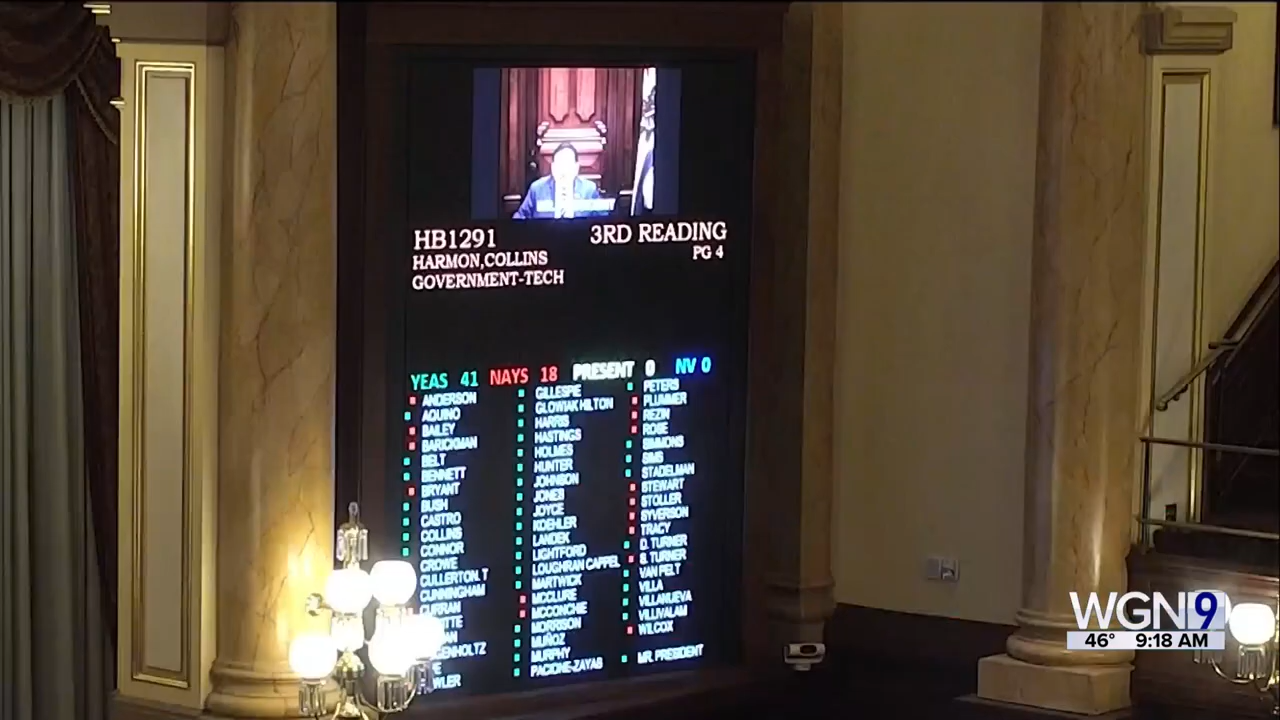 HB1291 3RD READING
HARMON,COLLINS PG 4
GOVERNMENT-TECH
YEAS 41 NAYS 18 PRESENT 0 NV 0
ANDERSON
AQUINO
BAILEY
BARICKMAN
BELT
BENNETT
BRYANT
BUSH
CASTRO
COLLINS
CONNOR
CROWE
CULLERTON.T
CUNNINGHAM
CURRAN
GILLESPIE
GLOWIAK HILTON
HARRIS
HASTINGS
HOLMES
HUNTER
JOHNSON
JONES
JOYCE
KOEHLER
LANDEK
LIGHTFORD
LOUGHRAN CAPPEL
MARTWICK
MCCLURE
MCCONCHIE
MORRISON
MUÑOZ
MURPHY
PACIONE-ZAYAS
PETERS
PLUMMER
REZIN
ROSE
SIMMONS
SIMS
STADELMAN
STEWART
STOLLER
SYVERSON
TRACY
D. TURNER
S. TURNER
VAN PELT
VILLA
VILLANUEVA
VILLIVALAM
WILCOX
MR. PRESIDENT
WGN9
46° 9:18 AM